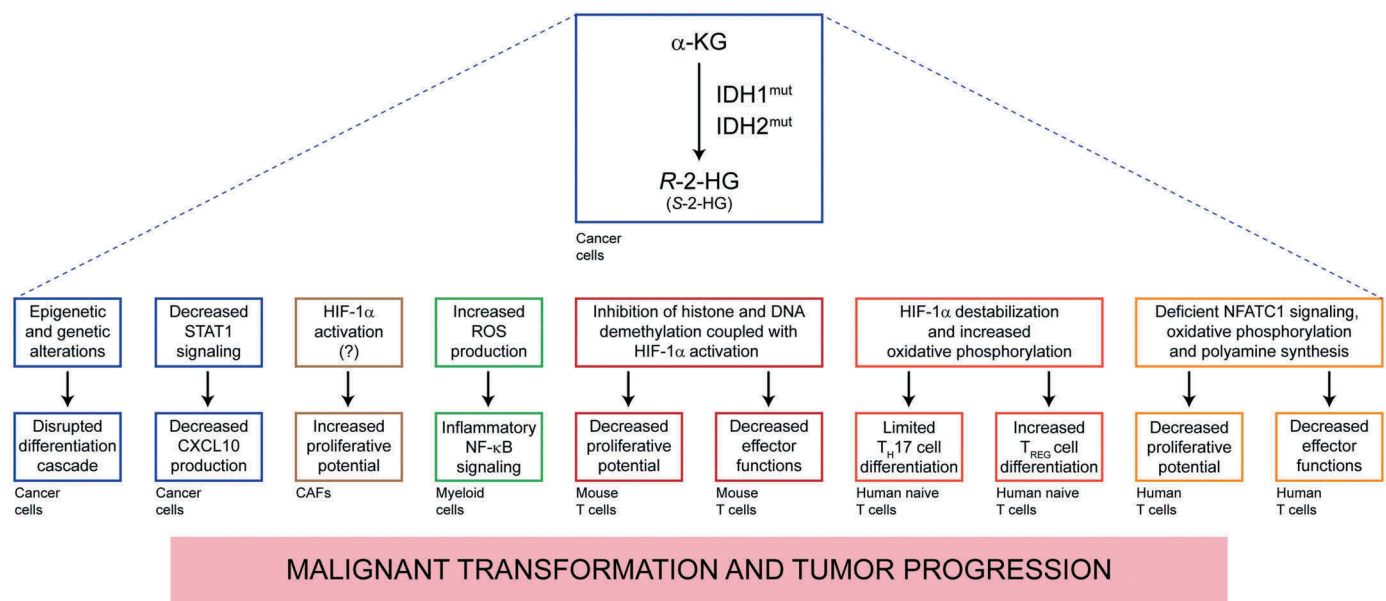 α-KG
IDH1mut
IDH2mut
R-2-HG
(S-2-HG)
Cancer
cells
Epigenetic
and genetic
alterations
Decreased
STAT1
signaling
HIF-1α
activation
(?)
Increased
ROS
production
Inhibition of histone and DNA
demethylation coupled with
HIF-1α activation
HIF-1α destabilization
and increased
oxidative phosphorylation
Deficient NFATC1 signaling,
oxidative phosphorylation
and polyamine synthesis
Disrupted
differentiation
cascade
Cancer
cells
Decreased
CXCL10
production
Cancer
cells
Increased
proliferative
potential
CAFs
Inflammatory
NF-κB
signaling
Myeloid
cells
Decreased
proliferative
potential
Mouse
T cells
Decreased
effector
functions
Mouse
T cells
Limited
TH17 cell
differentiation
Human naive
T cells
Increased
TREG cell
differentiation
Human naive
T cells
Decreased
proliferative
potential
Human
T cells
Decreased
effector
functions
Human
T cells
MALIGNANT TRANSFORMATION AND TUMOR PROGRESSION